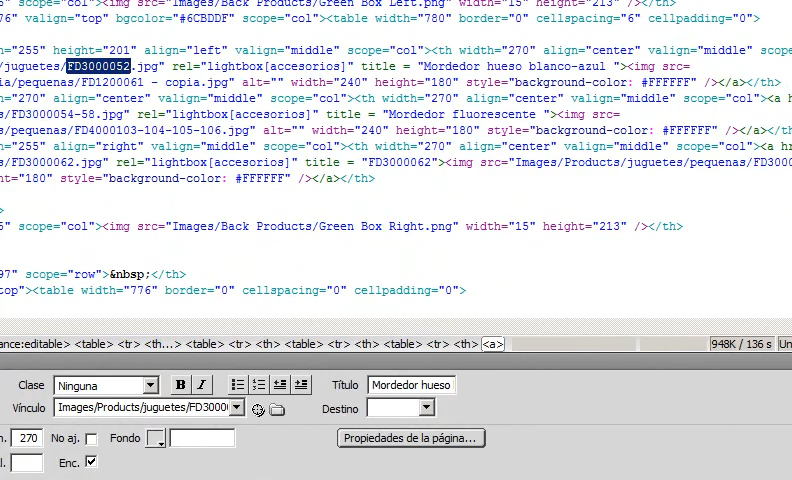 6" scope="col"><img src="Images/Back Products/Green Box Left.png" width="15" height="213" /></th>
76" valign="top" bgcolor="#6CBDDF" scope="col"><table width="780" border="0" cellspacing="6" cellpadding="0">
h="255" height="201" align="left" valign="middle" scope="col"><th width="270" align="center" valign="middle" scope
/juguetes/FD3000052.jpg" rel="lightbox[accesorios]" title = "Mordedor hueso blanco-azul "><img src=
ia/pequenas/FD1200061 - copia.jpg" alt="" width="240" height="180" style="background-color: #FFFFFF" /></a></th>
="270" align="center" valign="middle" scope="col"><th width="270" align="center" valign="middle" scope="col"><a h
s/FD3000054-58.jpg" rel="lightbox[accesorios]" title = "Mordedor fluorescente "><img src=
s/pequenas/FD4000103-104-105-106.jpg" alt="" width="240" height="180" style="background-color: #FFFFFF" /></a></th
="255" align="right" valign="middle" scope="col"><th width="270" align="center" valign="middle" scope="col"><a hr
s/FD3000062.jpg" rel="lightbox[accesorios]" title = "FD3000062"><img src="Images/Products/juguetes/pequenas/FD3000
ht="180" style="background-color: #FFFFFF" /></a></th>
>
5" scope="col"><img src="Images/Back Products/Green Box Right.png" width="15" height="213" /></th>
97" scope="row">&nbsp;</th>
top"><table width="776" border="0" cellspacing="0" cellpadding="0">
ance:editable> <table> <tr> <th...> <table> <tr> <th> <table> <tr> <th> <table> <tr> <th> <a> 948K / 136 s Un
Clase Ninguna B I Título Mordedor hueso
Vínculo Images/Products/juguetes/FD3000 Destino
n. 270 No aj. Fondo Propiedades de la página...
l. Enc.